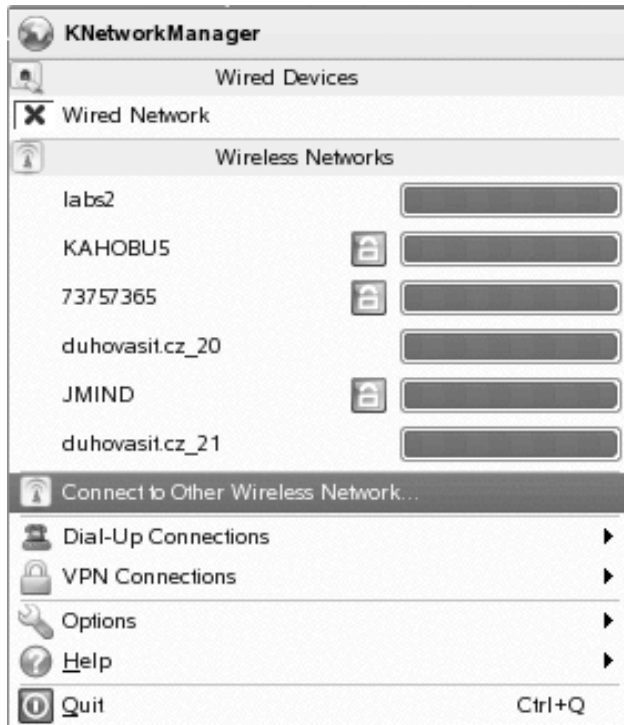 KNetworkManager
Wired Devices
Wired Network
Wireless Networks
labs2
KAHOBU5
73757365
duhovasit.cz_20
JMIND
duhovasit.cz_21
Connect to Other Wireless Network...
Dial-Up Connections
VPN Connections
Options
Help
Quit Ctrl+Q